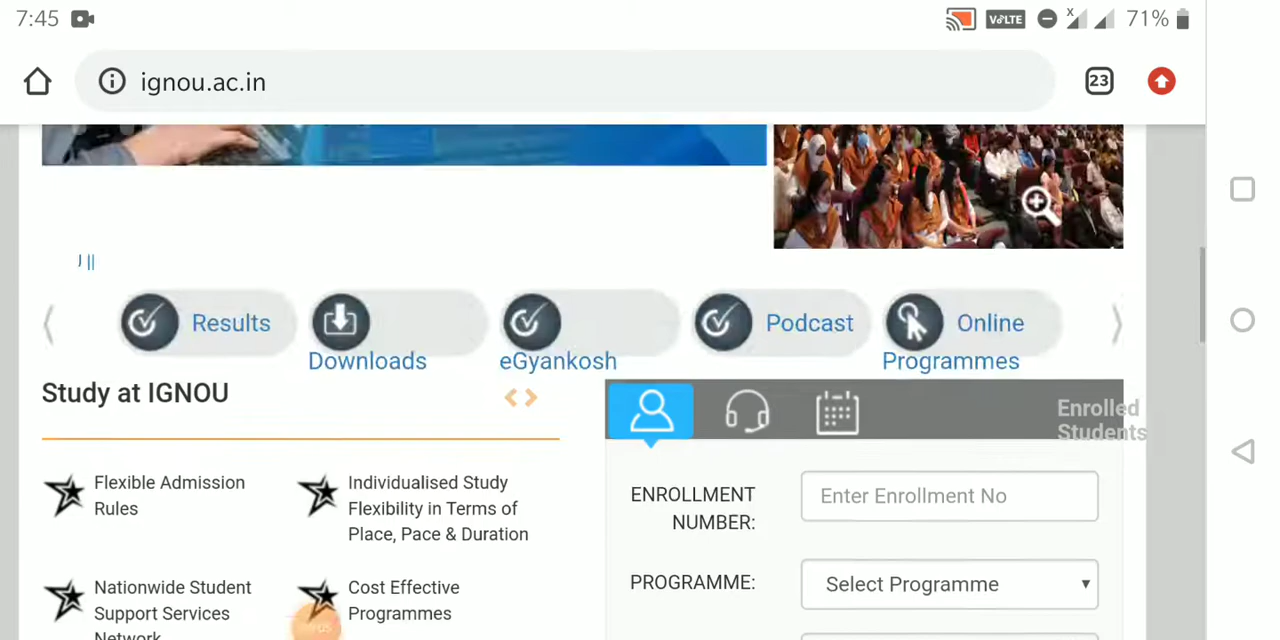 7:45
VoLTE
x
71%
ignou.ac.in
23
Results
Podcast
Online
Downloads
eGyankosh
Programmes
Study at IGNOU
< >
Enrolled
Students
Flexible Admission
Rules
Individualised Study
Flexibility in Terms of
Place, Pace & Duration
ENROLLMENT
NUMBER:
Enter Enrollment No
Nationwide Student
Support Services
Network
Cost Effective
Programmes
PROGRAMME:
Select Programme